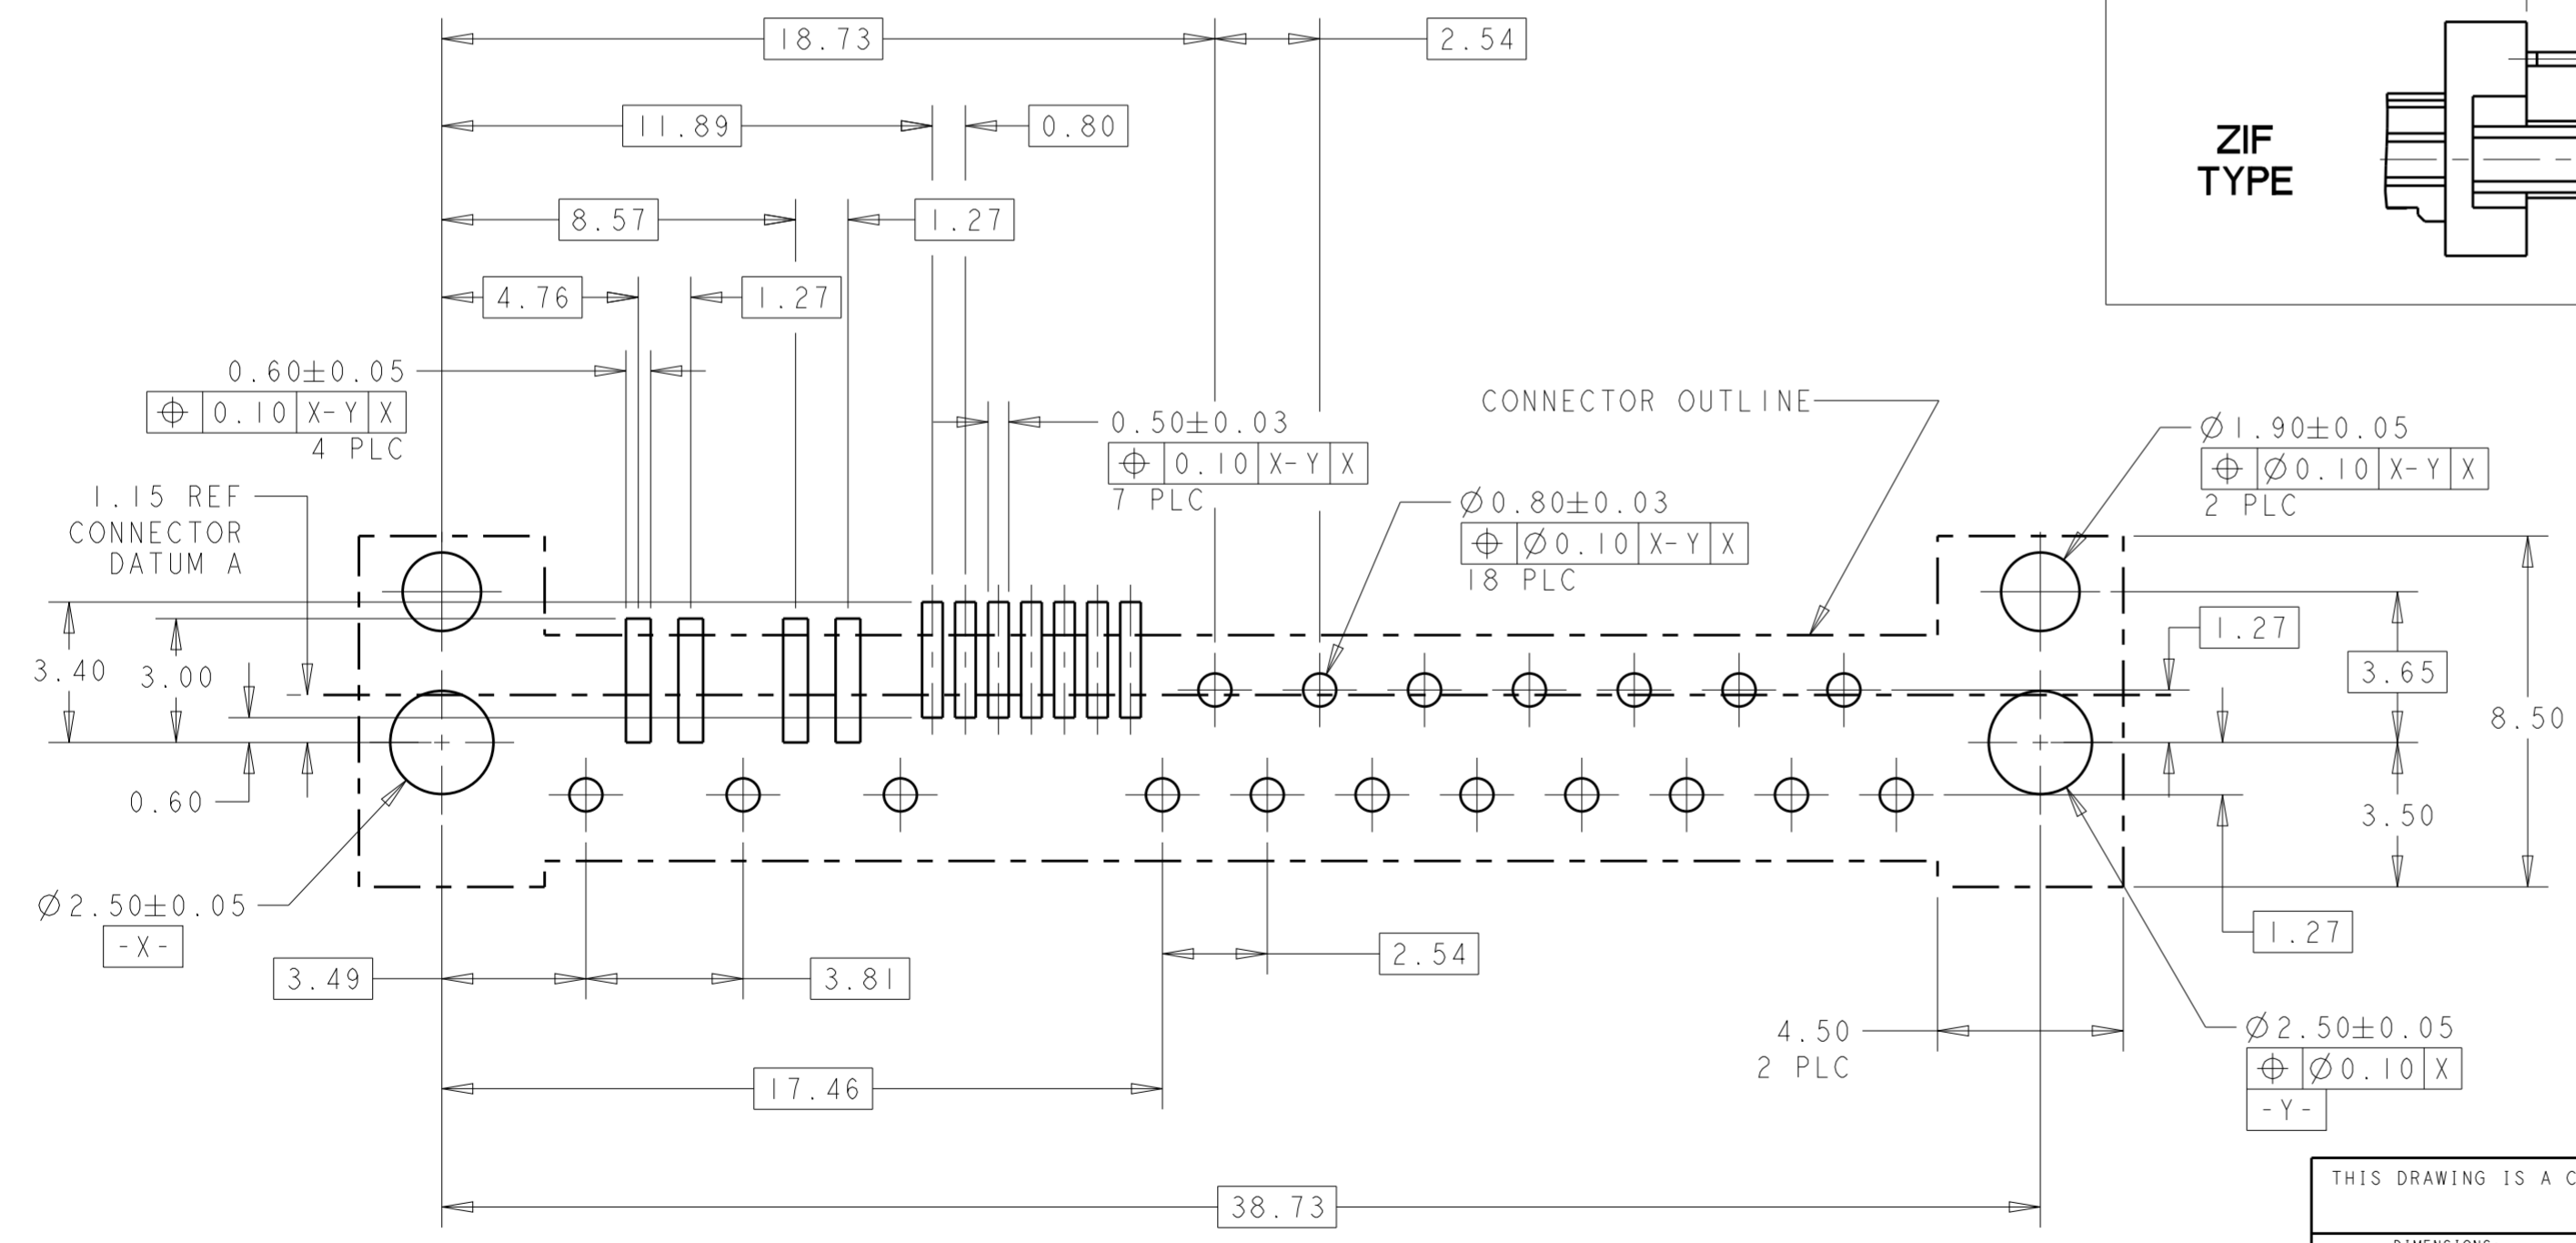 18.73
2.54
11.89
0.80
ZIF
TYPE
8.57
1.27
4.76
1.27
0.60±0.05
⌖ 0.10 X-Y X
4 PLC
0.50±0.03
⌖ 0.10 X-Y X
7 PLC
CONNECTOR OUTLINE
Ø1.90±0.05
⌖ Ø0.10 X-Y X
2 PLC
1.15 REF
CONNECTOR
DATUM A
Ø0.80±0.03
⌖ Ø0.10 X-Y X
18 PLC
1.27
3.40
3.00
3.65
8.50
0.60
3.50
Ø2.50±0.05
-X-
1.27
2.54
3.49
3.81
4.50
2 PLC
Ø2.50±0.05
⌖ Ø0.10 X
-Y-
17.46
38.73
THIS DRAWING IS A C